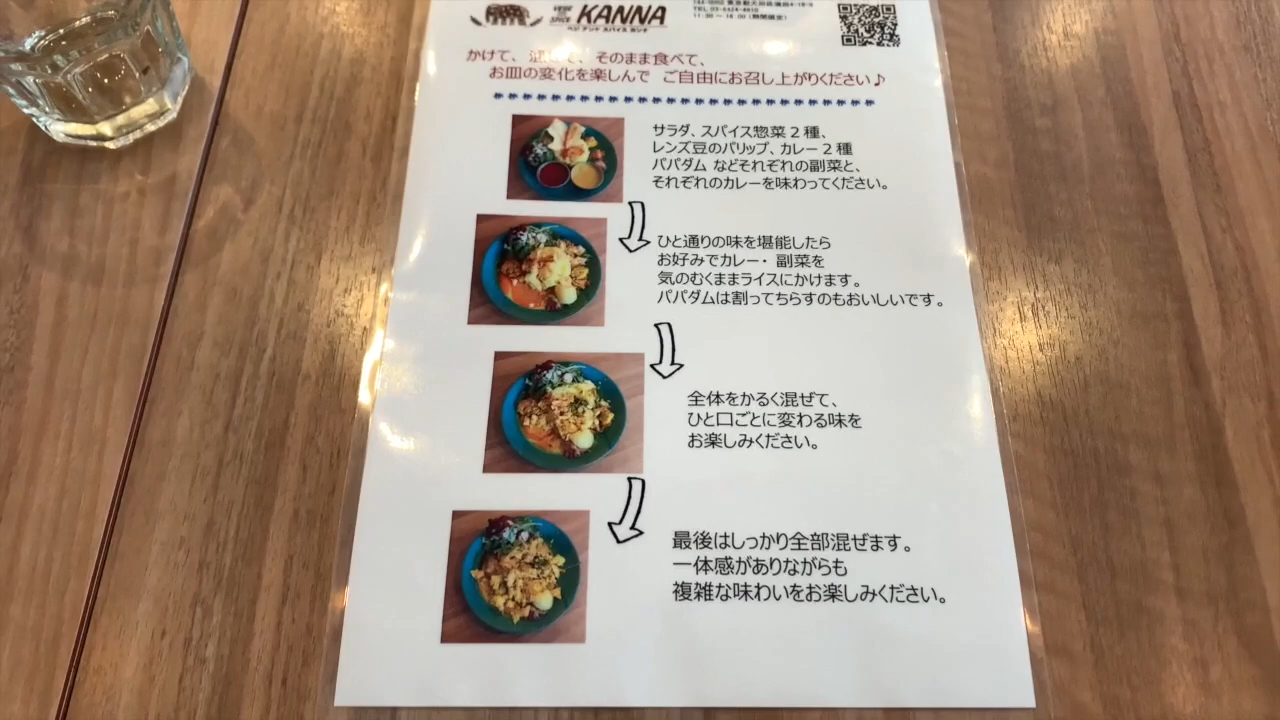 VEGE & SPICE KANNA
ベジ アンド スパイス カンナ
11:30 ～ 16:00 (期間限定)
かけて、 、そのまま食べて、
お皿の変化を楽しんで ご自由にお召し上がりください♪
サラダ、スパイス惣菜２種、
レンズ豆のパリップ、カレー２種
パパダム などそれぞれの副菜と、
それぞれのカレーを味わってください。
ひと通りの味を堪能したら
お好みでカレー・副菜を
気のむくままライスにかけます。
パパダムは割ってちらすのもおいしいです。
全体をかるく混ぜて、
ひと口ごとに変わる味を
お楽しみください。
最後はしっかり全部混ぜます。
一体感がありながらも
複雑な味わいをお楽しみください。